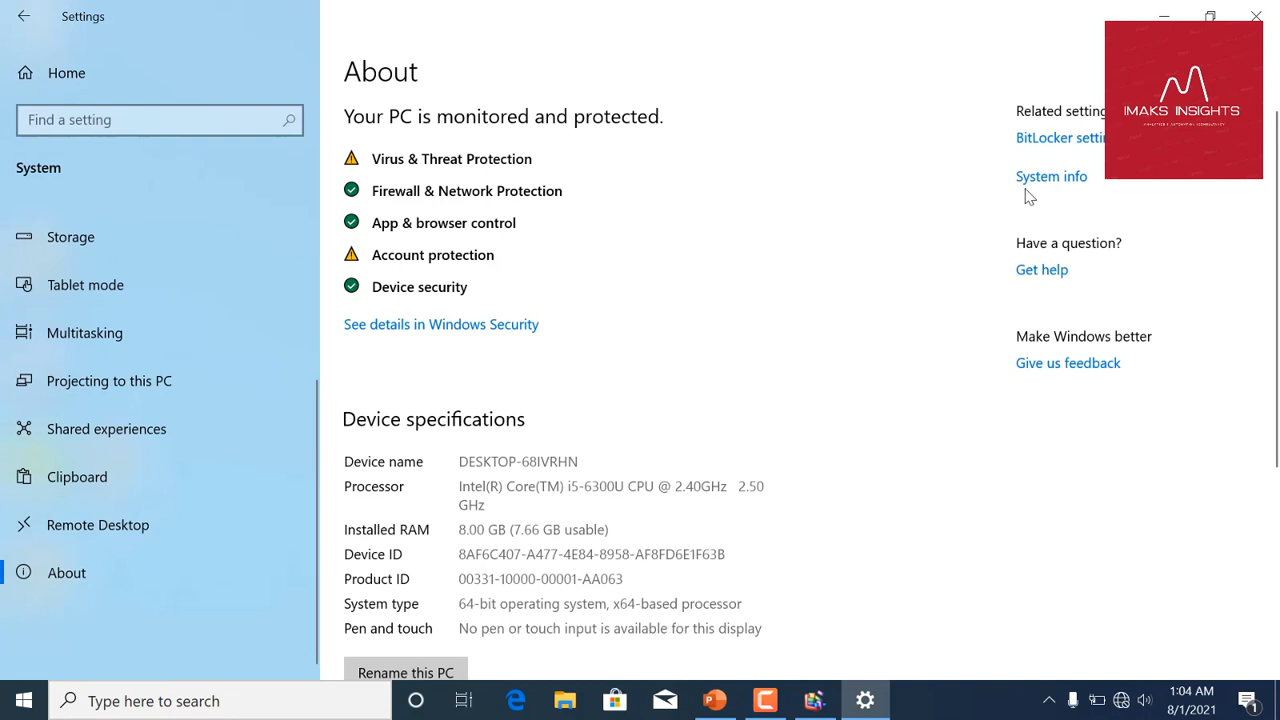 Settings
Home
Find a setting
System
Storage
Tablet mode
Multitasking
Projecting to this PC
Shared experiences
Clipboard
Remote Desktop
About
About
Your PC is monitored and protected.
Virus & Threat Protection
Firewall & Network Protection
App & browser control
Account protection
Device security
See details in Windows Security
Device specifications
Device name DESKTOP-68IVRHN
Processor Intel(R) Core(TM) i5-6300U CPU @ 2.40GHz 2.50
GHz
Installed RAM 8.00 GB (7.66 GB usable)
Device ID 8AF6C407-A477-4E84-8958-AF8FD6E1F63B
Product ID 00331-10000-00001-AA063
System type 64-bit operating system, x64-based processor
Pen and touch No pen or touch input is available for this display
Rename this PC
Related setting
BitLocker setti
System info
Have a question?
Get help
Make Windows better
Give us feedback
IMAKS INSIGHTS
Type here to search
1:04 AM
8/1/2021
1